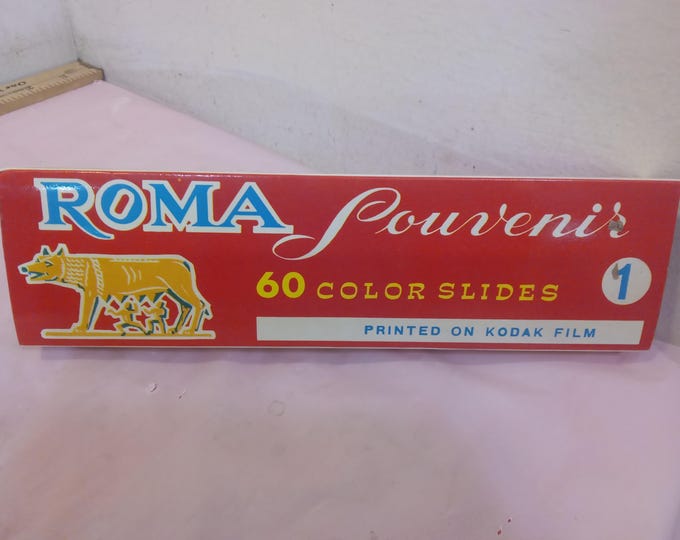 ROMA Souvenir
60 COLOR SLIDES 1
PRINTED ON KODAK FILM